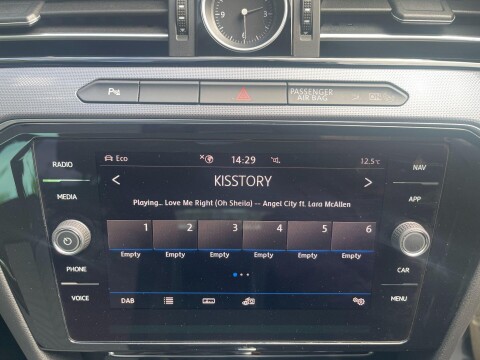 P
PASSENGER
AIR BAG
RADIO
MEDIA
PHONE
VOICE
Eco
14:29
12.5°C
KISSTORY
Playing... Love Me Right (Oh Sheila) -- Angel City ft. Lara McAllen
1 2 3 4 5 6
Empty Empty Empty Empty Empty Empty
DAB
NAV
APP
CAR
MENU